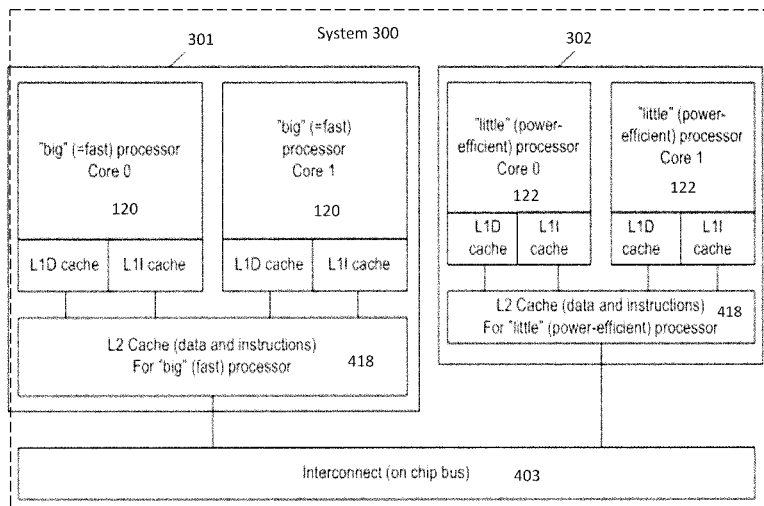 System 300
301
302
"big" (=fast) processor
Core 0
120
"big" (=fast)
processor
Core 1
120
"little" (power-
efficient) processor
Core 0
122
"little" (power-
efficient) processor
Core 1
122
L1D cache
L1I cache
L1D cache
L1I cache
L1D
cache
L1I
cache
L1D
cache
L1I
cache
L2 Cache (data and instructions)
For "big" (fast) processor
418
L2 Cache (data and instructions)
418
For "little" (power-efficient) processor
Interconnect (on chip bus)
403